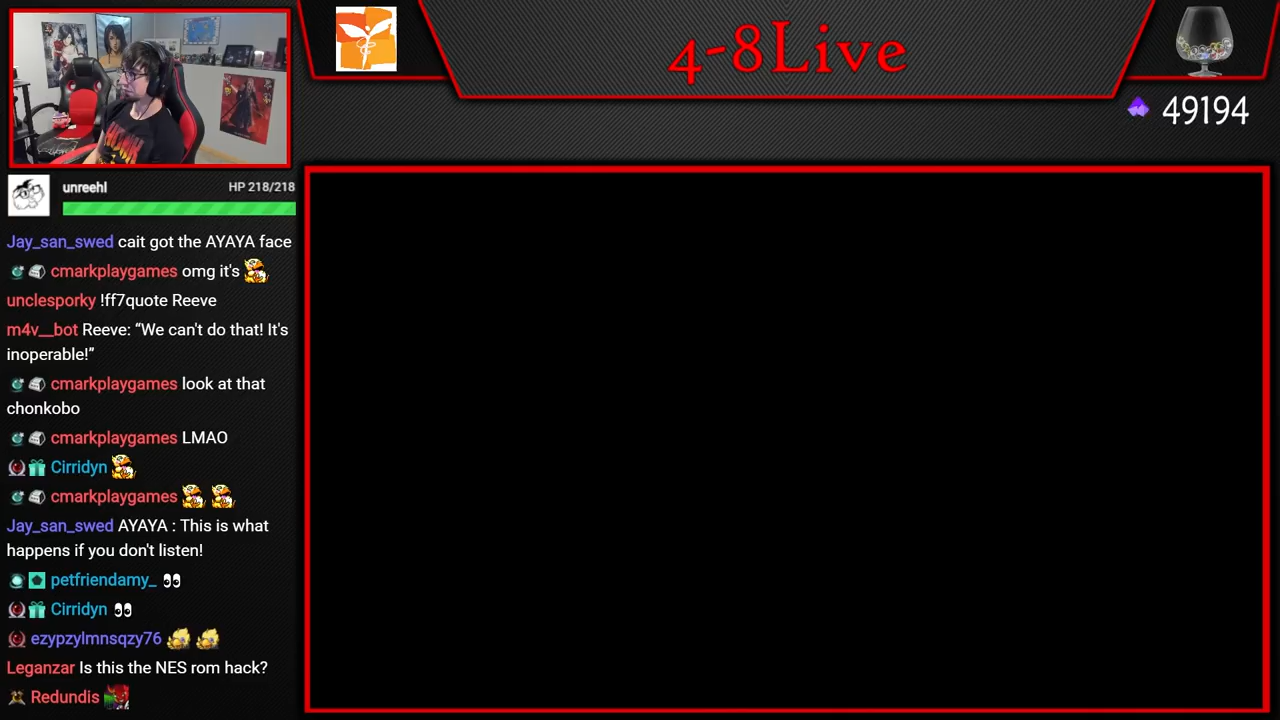 4-8Live
49194
unreehl HP 218/218
Jay_san_swed cait got the AYAYA face
cmarkplaygames omg it's
unclesporky !ff7quote Reeve
m4v__bot Reeve: “We can't do that! It's
inoperable!”
cmarkplaygames look at that
chonkobo
cmarkplaygames LMAO
Cirridyn
cmarkplaygames
Jay_san_swed AYAYA : This is what
happens if you don't listen!
petfriendamy_
Cirridyn
ezypzylmnsqzy76
Leganzar Is this the NES rom hack?
Redundis